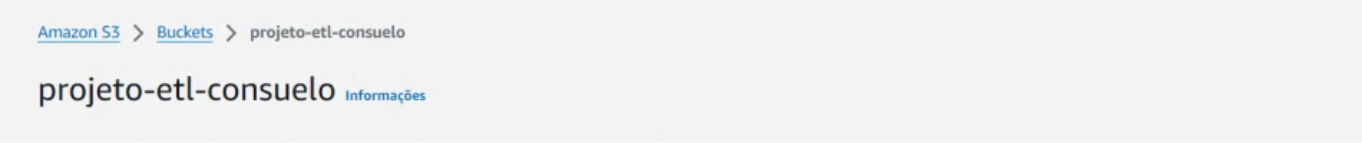 Amazon S3 > Buckets > projeto-etl-consuelo
projeto-etl-consuelo Informações